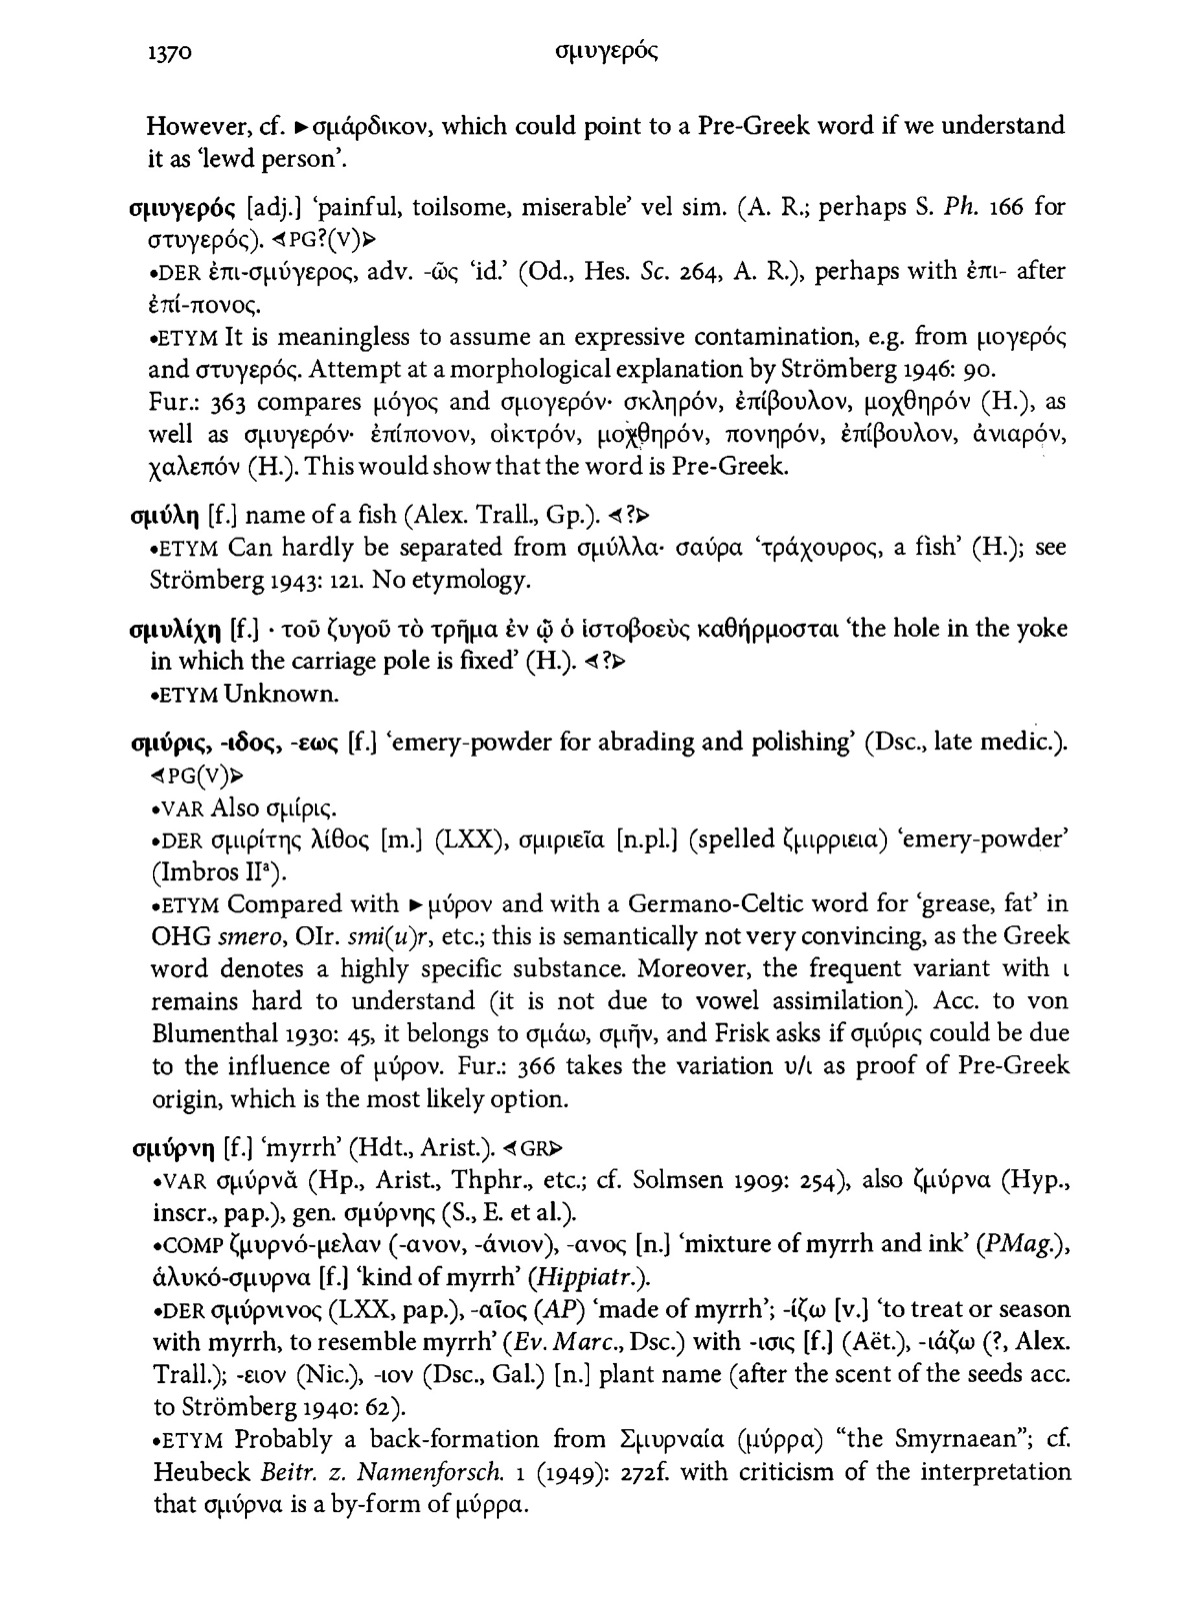 1370 σμυγερός
However, cf. ►σμάρδικον, which could point to a Pre-Greek word if we understand
it as ‘lewd person’.
σμυγερός [adj.] ‘painful, toilsome, miserable’ vel sim. (A. R.; perhaps S. Ph. 166 for
στυγερός). ⊰PG?(V)⊱
•DER ἐπι-σμύγερος, adv. -ῶς ‘id.’ (Od., Hes. Sc. 264, A. R.), perhaps with ἐπι- after
ἐπί-πονος.
•ETYM It is meaningless to assume an expressive contamination, e.g. from μογερός
and στυγερός. Attempt at a morphological explanation by Strömberg 1946: 90.
Fur.: 363 compares μόγος and σμογερόν· σκληρόν, ἐπίβουλον, μοχθηρόν (H.), as
well as σμυγερόν· ἐπίπονον, οἰκτρόν, μοχθηρόν, πονηρόν, ἐπίβουλον, ἀνιαρόν,
χαλεπόν (H.). This would show that the word is Pre-Greek.
σμύλη [f.] name of a fish (Alex. Trall., Gp.). ⊰?⊱
•ETYM Can hardly be separated from σμύλλα· σαύρα ‘τράχουρος, a fish’ (H.); see
Strömberg 1943: 121. No etymology.
σμυλίχη [f.] · τοῦ ζυγοῦ τὸ τρῆμα ἐν ᾧ ὁ ἱστοβοεὺς καθήρμοσται ‘the hole in the yoke
in which the carriage pole is fixed’ (H.). ⊰?⊱
•ETYM Unknown.
σμύρις, -ιδος, -εως [f.] ‘emery-powder for abrading and polishing’ (Dsc., late medic.).
⊰PG(V)⊱
•VAR Also σμίρις.
•DER σμιρίτης λίθος [m.] (LXX), σμιριεῖα [n.pl.] (spelled ζμιρριεια) ‘emery-powder’
(Imbros IIª).
•ETYM Compared with ►μύρον and with a Germano-Celtic word for ‘grease, fat’ in
OHG smero, OIr. smi(u)r, etc.; this is semantically not very convincing, as the Greek
word denotes a highly specific substance. Moreover, the frequent variant with ι
remains hard to understand (it is not due to vowel assimilation). Acc. to von
Blumenthal 1930: 45, it belongs to σμάω, σμῆν, and Frisk asks if σμύρις could be due
to the influence of μύρον. Fur.: 366 takes the variation υ/ι as proof of Pre-Greek
origin, which is the most likely option.
σμύρνη [f.] ‘myrrh’ (Hdt., Arist.). ⊰GR⊱
•VAR σμύρνᾰ (Hp., Arist., Thphr., etc.; cf. Solmsen 1909: 254), also ζμύρνα (Hyp.,
inscr., pap.), gen. σμύρνης (S., E. et al.).
•COMP ζμυρνό-μελαν (-ανον, -άνιον), -ανος [n.] ‘mixture of myrrh and ink’ (PMag.),
ἁλυκό-σμυρνα [f.] ‘kind of myrrh’ (Hippiatr.).
•DER σμύρνινος (LXX, pap.), -αῖος (AP) ‘made of myrrh’; -ίζω [v.] ‘to treat or season
with myrrh, to resemble myrrh’ (Ev. Marc., Dsc.) with -ισις [f.] (Aët.), -ιάζω (?, Alex.
Trall.); -ειον (Nic.), -ιον (Dsc., Gal.) [n.] plant name (after the scent of the seeds acc.
to Strömberg 1940: 62).
•ETYM Probably a back-formation from Σμυρναία (μύρρα) “the Smyrnaean”; cf.
Heubeck Beitr. z. Namenforsch. 1 (1949): 272f. with criticism of the interpretation
that σμύρνα is a by-form of μύρρα.